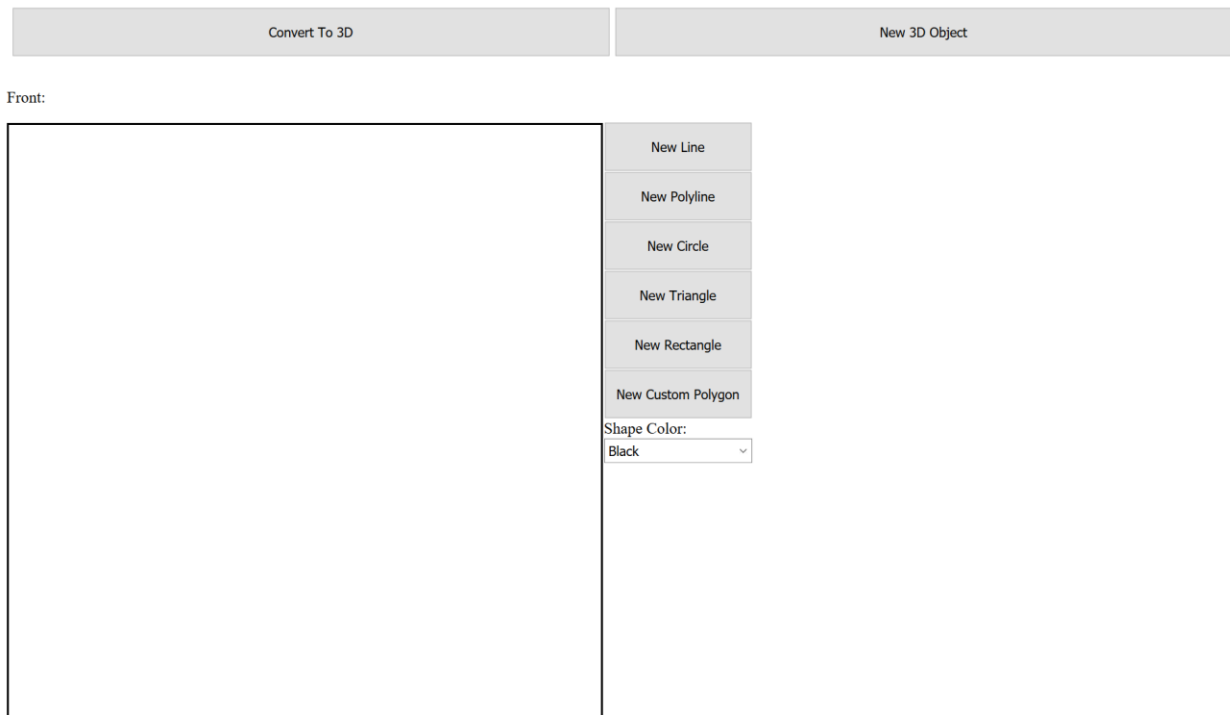 Convert To 3D
New 3D Object
Front:
New Line
New Polyline
New Circle
New Triangle
New Rectangle
New Custom Polygon
Shape Color:
Black